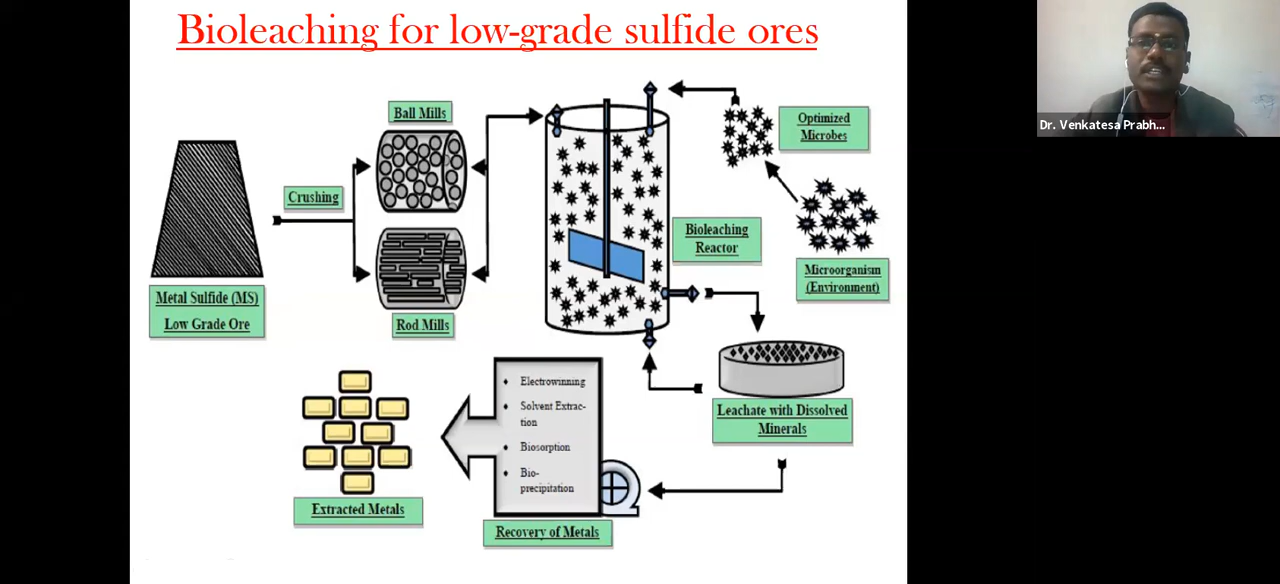 Bioleaching for low-grade sulfide ores
Dr. Venkatesa Prabh...
Ball Mills
Optimized
Microbes
Crushing
Bioleaching
Reactor
Microorganism
(Environment)
Metal Sulfide (MS)
Low Grade Ore
Rod Mills
Electrowinning
Solvent Extrac-
tion
Biosorption
Bio-
precipitation
Leachate with Dissolved
Minerals
Extracted Metals
Recovery of Metals